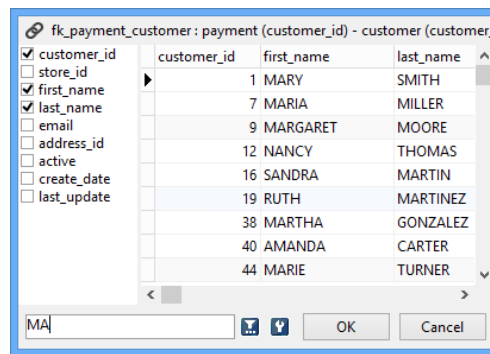 fk_payment_customer : payment (customer_id) - customer (customer_
customer_id
store_id
first_name
last_name
email
address_id
active
create_date
last_update
customer_id first_name last_name
1 MARY SMITH
7 MARIA MILLER
9 MARGARET MOORE
12 NANCY THOMAS
16 SANDRA MARTIN
19 RUTH MARTINEZ
38 MARTHA GONZALEZ
40 AMANDA CARTER
44 MARIE TURNER
MA OK Cancel